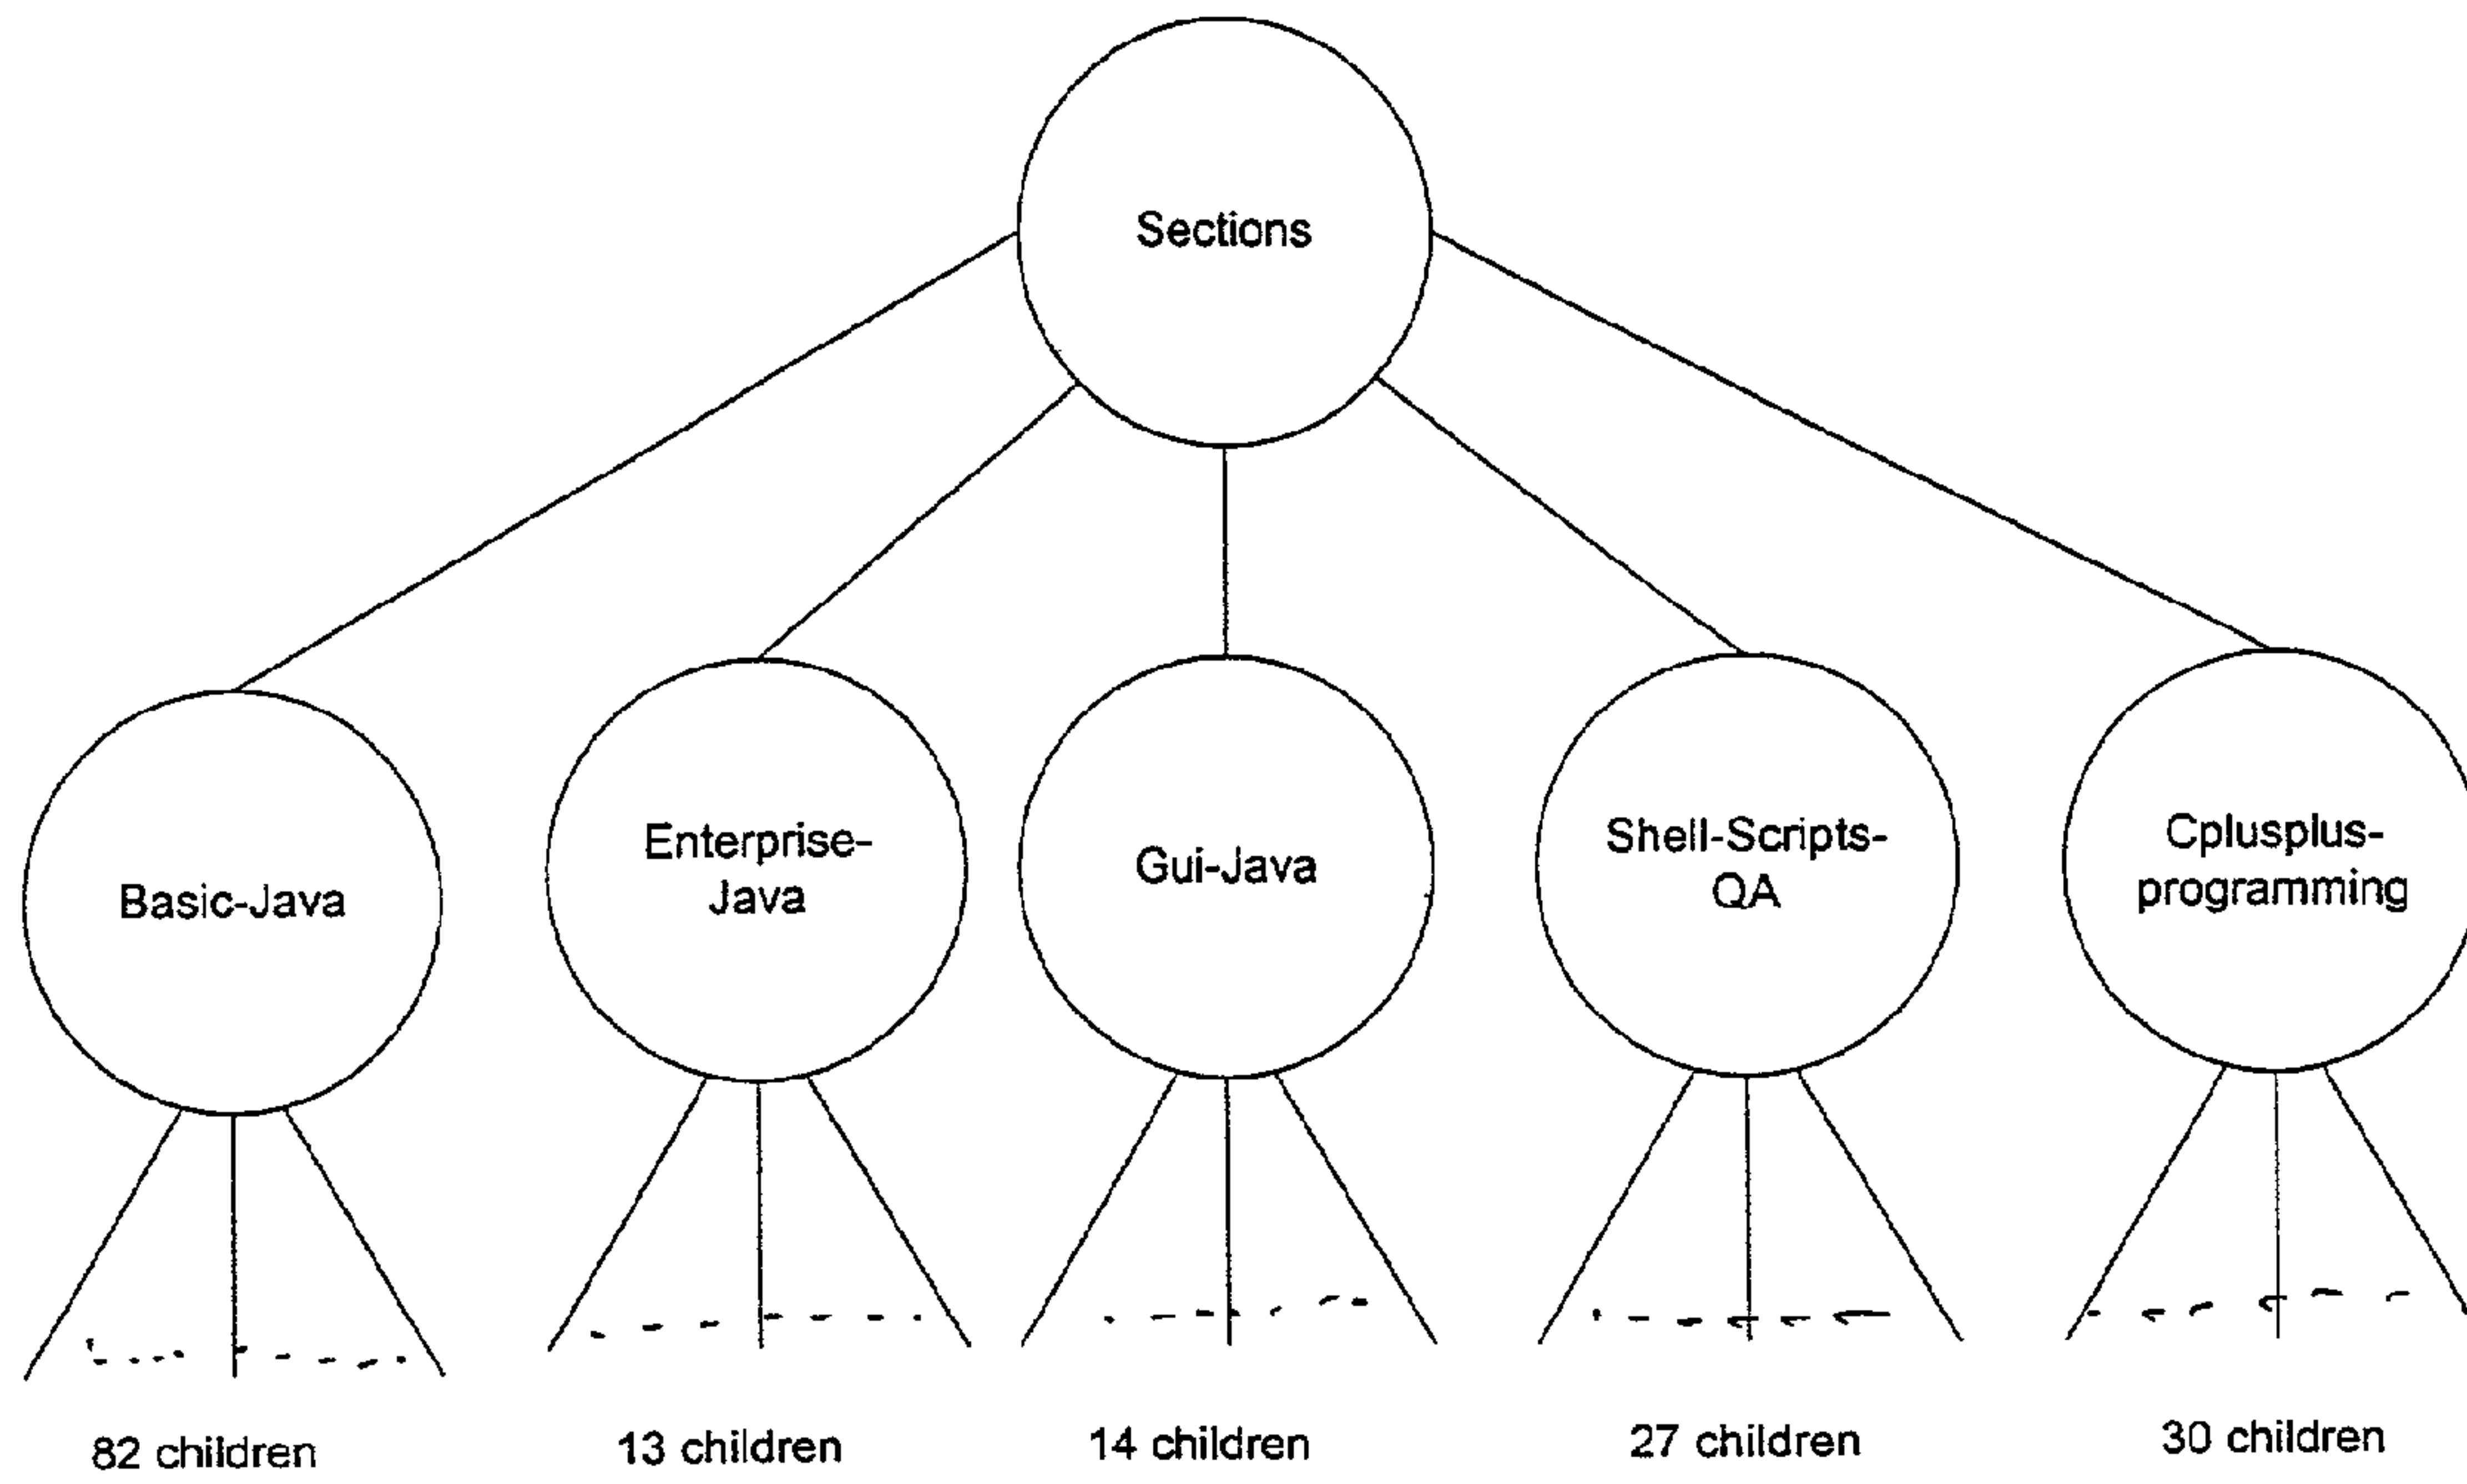 Sections
Basic-Java
Enterprise-
Java
Gui-Java
Shell-Scripts-
QA
Cplusplus-
programming
82 children
13 children
14 children
27 children
30 children